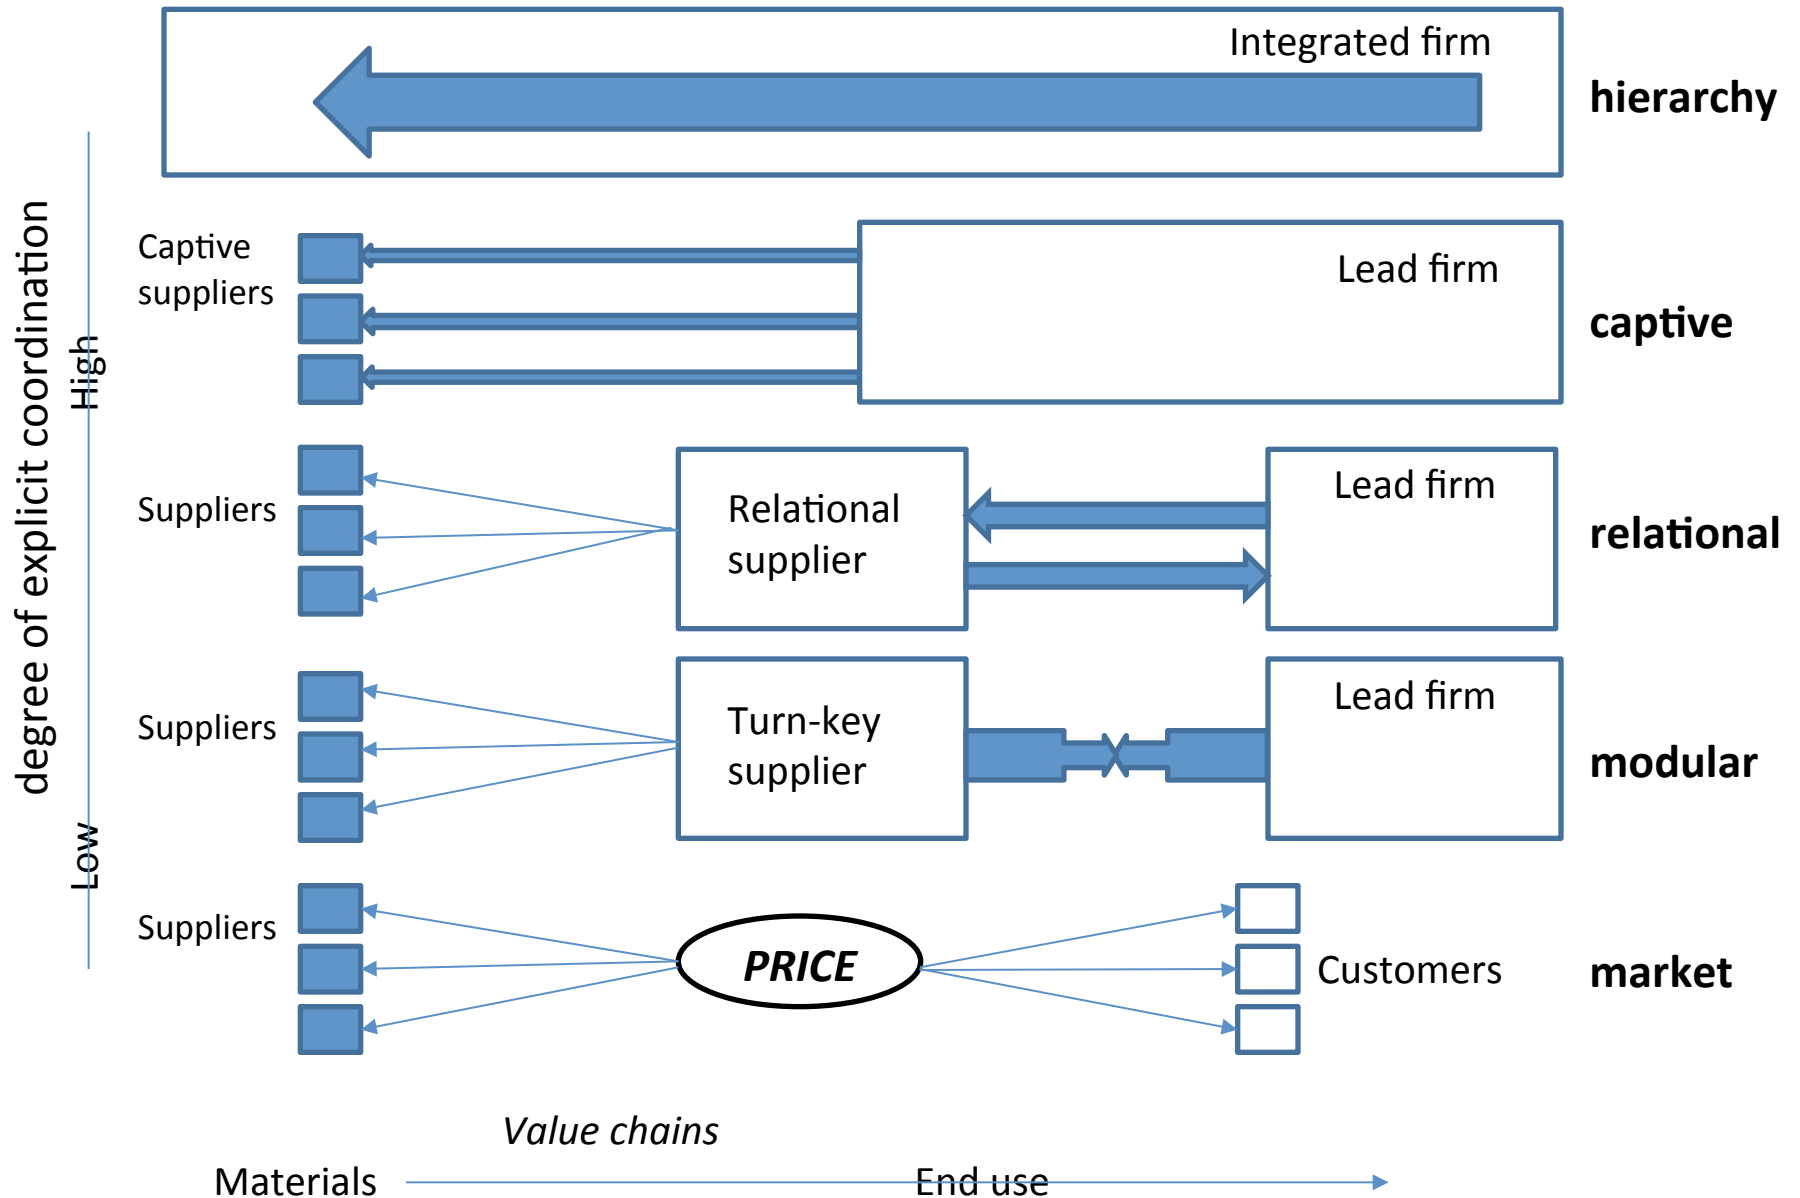 Integrated firm
hierarchy
degree of explicit coordination
High
Low
Captive
suppliers
Lead firm
captive
Suppliers
Relational
supplier
Lead firm
relational
Suppliers
Turn-key
supplier
Lead firm
modular
Suppliers
PRICE
Customers
market
Value chains
Materials
End use